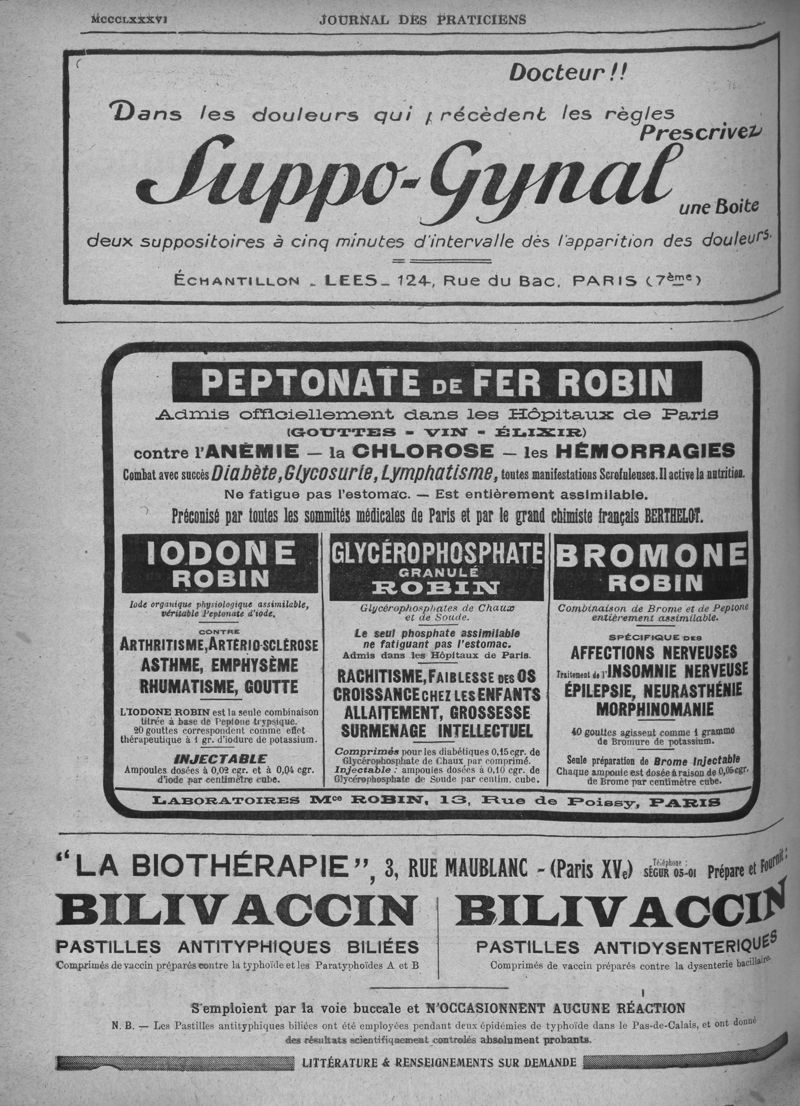 MCCCLXXXVI JOURNAL DES PRATICIENS
Docteur!!
Dans les douleurs qui précèdent les règles
Prescrivez
Suppo-Gynal
une Boite
deux suppositoires à cinq minutes d'intervalle dès l'apparition des douleurs.
ÉCHANTILLON - LEES - 124, Rue du Bac. PARIS (7ème)
PEPTONATE DE FER ROBIN
Admis officiellement dans les Hôpitaux de Paris
(GOUTTES - VIN - ÉLIXIR)
contre l'ANÉMIE — la CHLOROSE — les HÉMORRAGIES
Combat avec succès Diabète, Glycosurie, Lymphatisme, toutes manifestations Scrofuleuses. Il active la nutrition.
Ne fatigue pas l'estomac. — Est entièrement assimilable.
Préconisé par toutes les sommités médicales de Paris et par le grand chimiste français BERTHELOT.
IODONE
ROBIN
Iode organique physiologique assimilable,
véritable Peptonate d'iode.
CONTRE
ARTHRITISME, ARTÉRIO-SCLÉROSE
ASTHME, EMPHYSÈME
RHUMATISME, GOUTTE
L'IODONE ROBIN est la seule combinaison
titrée à base de Peptone trypsique.
20 gouttes correspondent comme effet
thérapeutique à 1 gr. d'iodure de potassium.
INJECTABLE
Ampoules dosées à 0,02 cgr. et à 0,04 cgr.
d'iode par centimètre cube.
GLYCÉROPHOSPHATE
GRANULÉ
ROBIN
Glycérophosphates de Chaux
et de Soude.
Le seul phosphate assimilable
ne fatiguant pas l'estomac.
Admis dans les Hôpitaux de Paris.
RACHITISME, FAIBLESSE DES OS
CROISSANCE CHEZ LES ENFANTS
ALLAITEMENT, GROSSESSE
SURMENAGE INTELLECTUEL
Comprimés pour les diabétiques 0,15 cgr. de
Glycérophosphate de Chaux par comprimé.
Injectable : ampoules dosées à 0,10 cgr. de
Glycérophosphate de Soude par centim. cube.
BROMONE
ROBIN
Combinaison de Brome et de Peptone
entièrement assimilable.
SPÉCIFIQUE DES
AFFECTIONS NERVEUSES
Traitement de l'INSOMNIE NERVEUSE
ÉPILEPSIE, NEURASTHÉNIE
MORPHINOMANIE
40 gouttes agissent comme 1 gramme
de Bromure de potassium.
Seule préparation de Brome Injectable
Chaque ampoule est dosée à raison de 0,05 cgr.
de Brome par centimètre cube.
LABORATOIRES Mce ROBIN, 13, Rue de Poissy, PARIS
"LA BIOTHÉRAPIE", 3, RUE MAUBLANC - (Paris XVe) Téléphone : SÉGUR 05-01 Prépare et Fournit :
BILIVACCIN
PASTILLES ANTITYPHIQUES BILIÉES
Comprimés de vaccin préparés contre la typhoïde et les Paratyphoïdes A et B
BILIVACCIN
PASTILLES ANTIDYSENTERIQUES
Comprimés de vaccin préparés contre la dysenterie bacillaire.
S'emploient par la voie buccale et N'OCCASIONNENT AUCUNE RÉACTION
N. B. — Les Pastilles antityphiques biliées ont été employées pendant deux épidémies de typhoïde dans le Pas-de-Calais, et ont donné
des résultats scientifiquement controlés absolument probants.
LITTÉRATURE & RENSEIGNEMENTS SUR DEMANDE